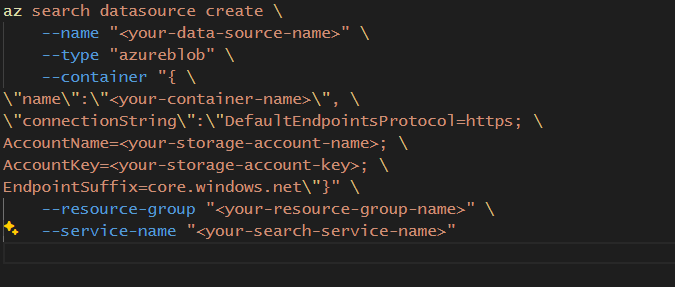 az search datasource create \
--name "<your-data-source-name>" \
--type "azureblob" \
--container "{ \
\"name\":\"<your-container-name>\", \
\"connectionString\":\"DefaultEndpointsProtocol=https; \
AccountName=<your-storage-account-name>; \
AccountKey=<your-storage-account-key>; \
EndpointSuffix=core.windows.net\"}" \
--resource-group "<your-resource-group-name>" \
--service-name "<your-search-service-name>"